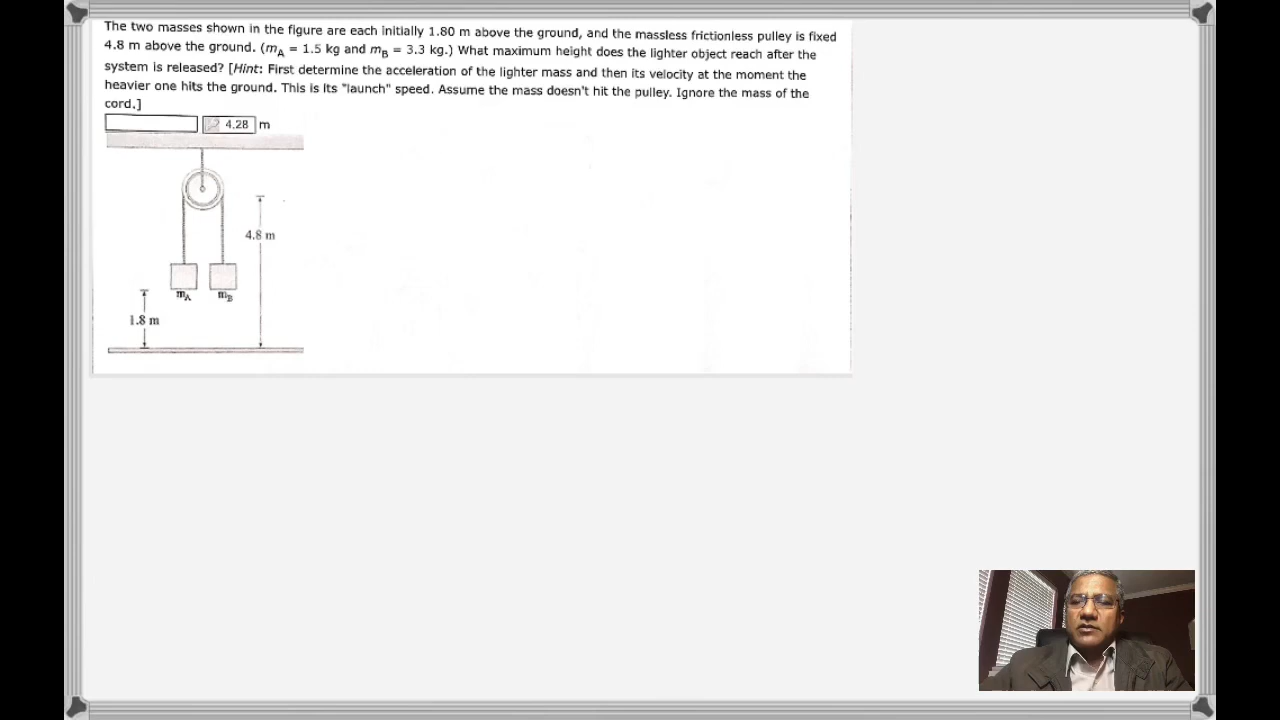 The two masses shown in the figure are each initially 1.80 m above the ground, and the massless frictionless pulley is fixed
4.8 m above the ground. (mA = 1.5 kg and mB = 3.3 kg.) What maximum height does the lighter object reach after the
system is released? [Hint: First determine the acceleration of the lighter mass and then its velocity at the moment the
heavier one hits the ground. This is its "launch" speed. Assume the mass doesn't hit the pulley. Ignore the mass of the
cord.]
4.28 m
4.8 m
mA mB
1.8 m